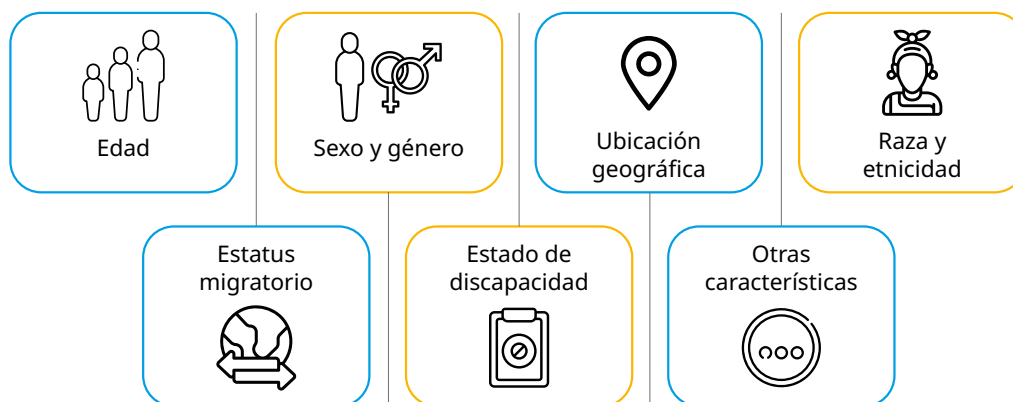 Edad
Sexo y género
Ubicación
geográfica
Raza y
etnicidad
Estatus
migratorio
Estado de
discapacidad
Otras
características